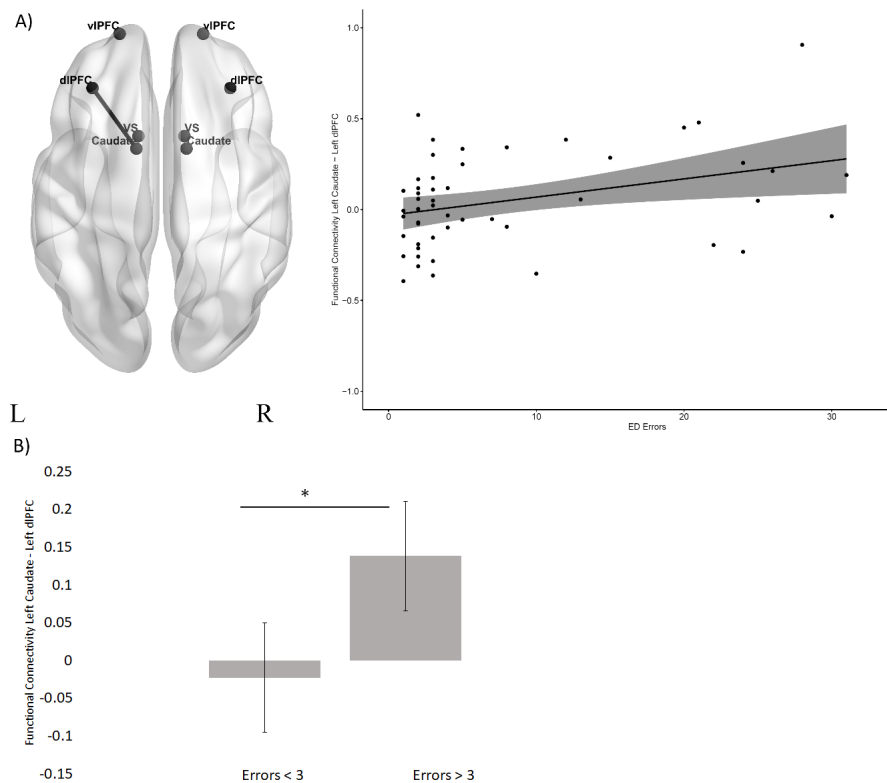 A)
vlPFC vlPFC
dlPFC dlPFC
VS VS
Caudate Caudate
L R
1.0
0.5
0.0
−0.5
−1.0
Functional Connectivity Left Caudate − Left dlPFC
0 10 20 30
ED Errors
B)
Functional Connectivity Left Caudate - Left dlPFC
0.25
0.2
0.15
0.1
0.05
0
-0.05
-0.1
-0.15
*
Errors < 3 Errors > 3